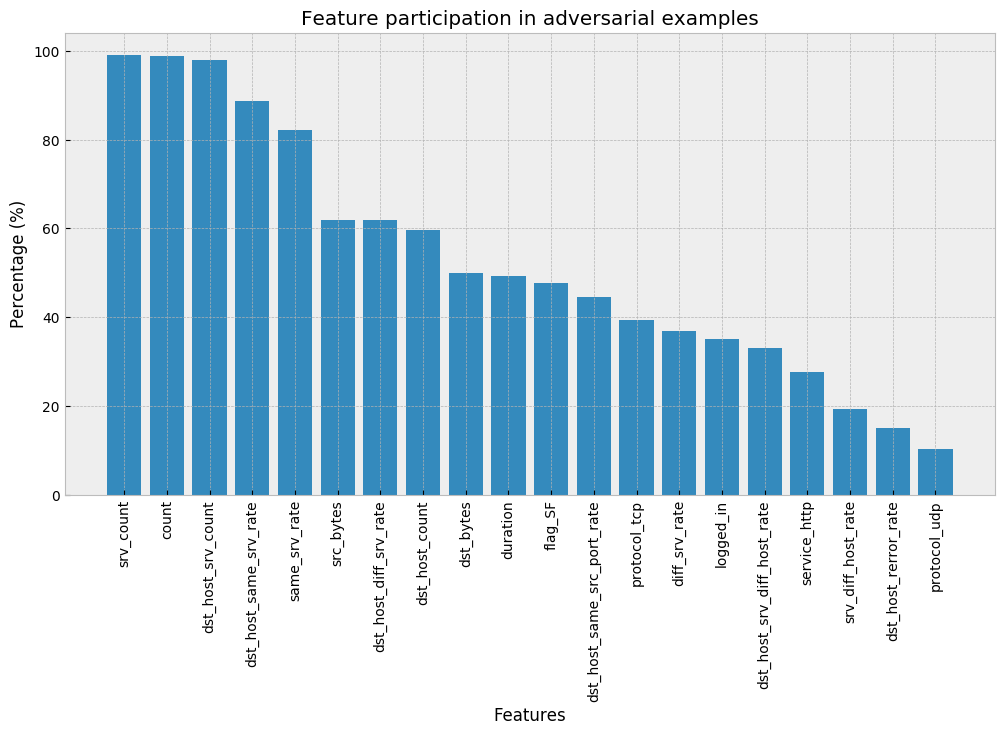 Feature participation in adversarial examples
Percentage (%)
100
80
60
40
20
0
srv_count
count
dst_host_srv_count
dst_host_same_srv_rate
same_srv_rate
src_bytes
dst_host_diff_srv_rate
dst_host_count
dst_bytes
duration
flag_SF
dst_host_same_src_port_rate
protocol_tcp
diff_srv_rate
logged_in
dst_host_srv_diff_host_rate
service_http
srv_diff_host_rate
dst_host_rerror_rate
protocol_udp
Features